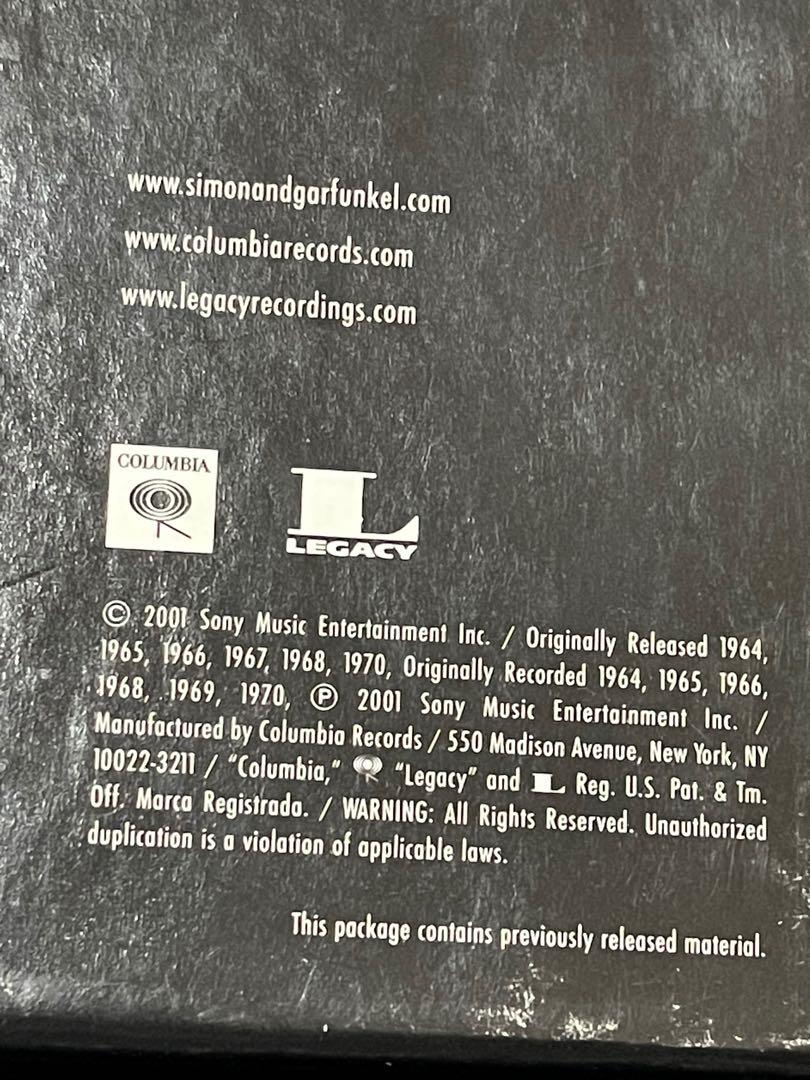 www.simonandgarfunkel.com
www.columbiarecords.com
www.legacyrecordings.com
COLUMBIA
L
LEGACY
© 2001 Sony Music Entertainment Inc. / Originally Released 1964,
1965, 1966, 1967, 1968, 1970, Originally Recorded 1964, 1965, 1966,
1968, 1969, 1970, ℗ 2001 Sony Music Entertainment Inc. /
Manufactured by Columbia Records / 550 Madison Avenue, New York, NY
10022-3211 / “Columbia,” “Legacy” and L Reg. U.S. Pat. & Tm.
Off. Marca Registrada. / WARNING: All Rights Reserved. Unauthorized
duplication is a violation of applicable laws.
This package contains previously released material.